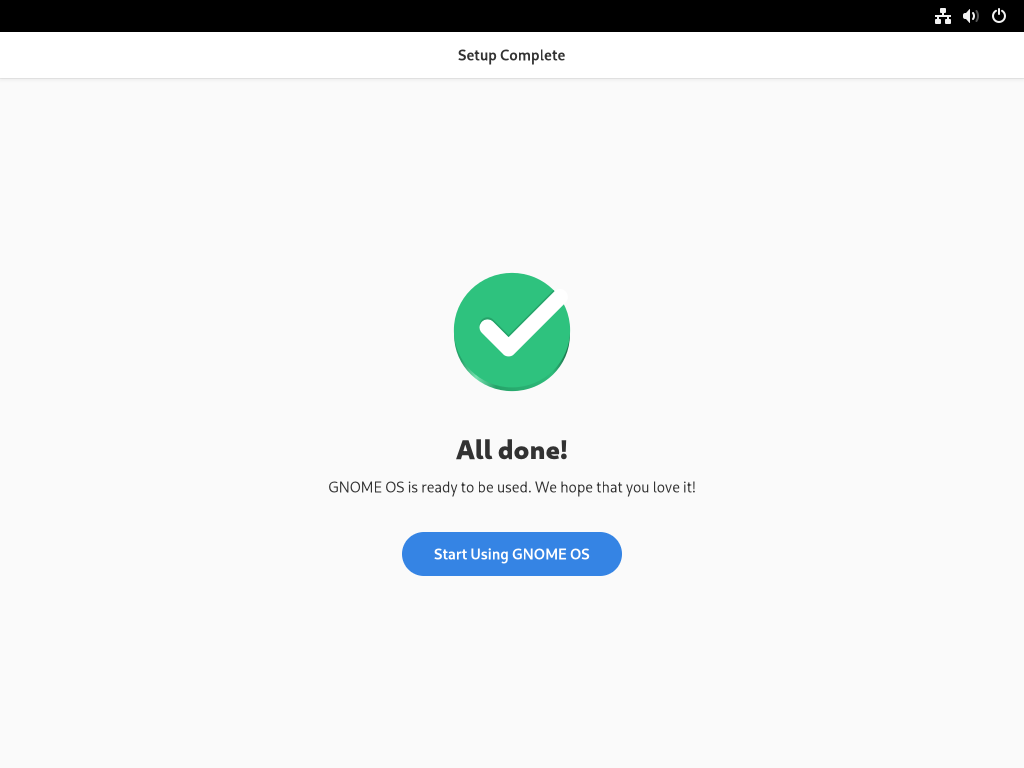 Setup Complete
All done!
GNOME OS is ready to be used. We hope that you love it!
Start Using GNOME OS